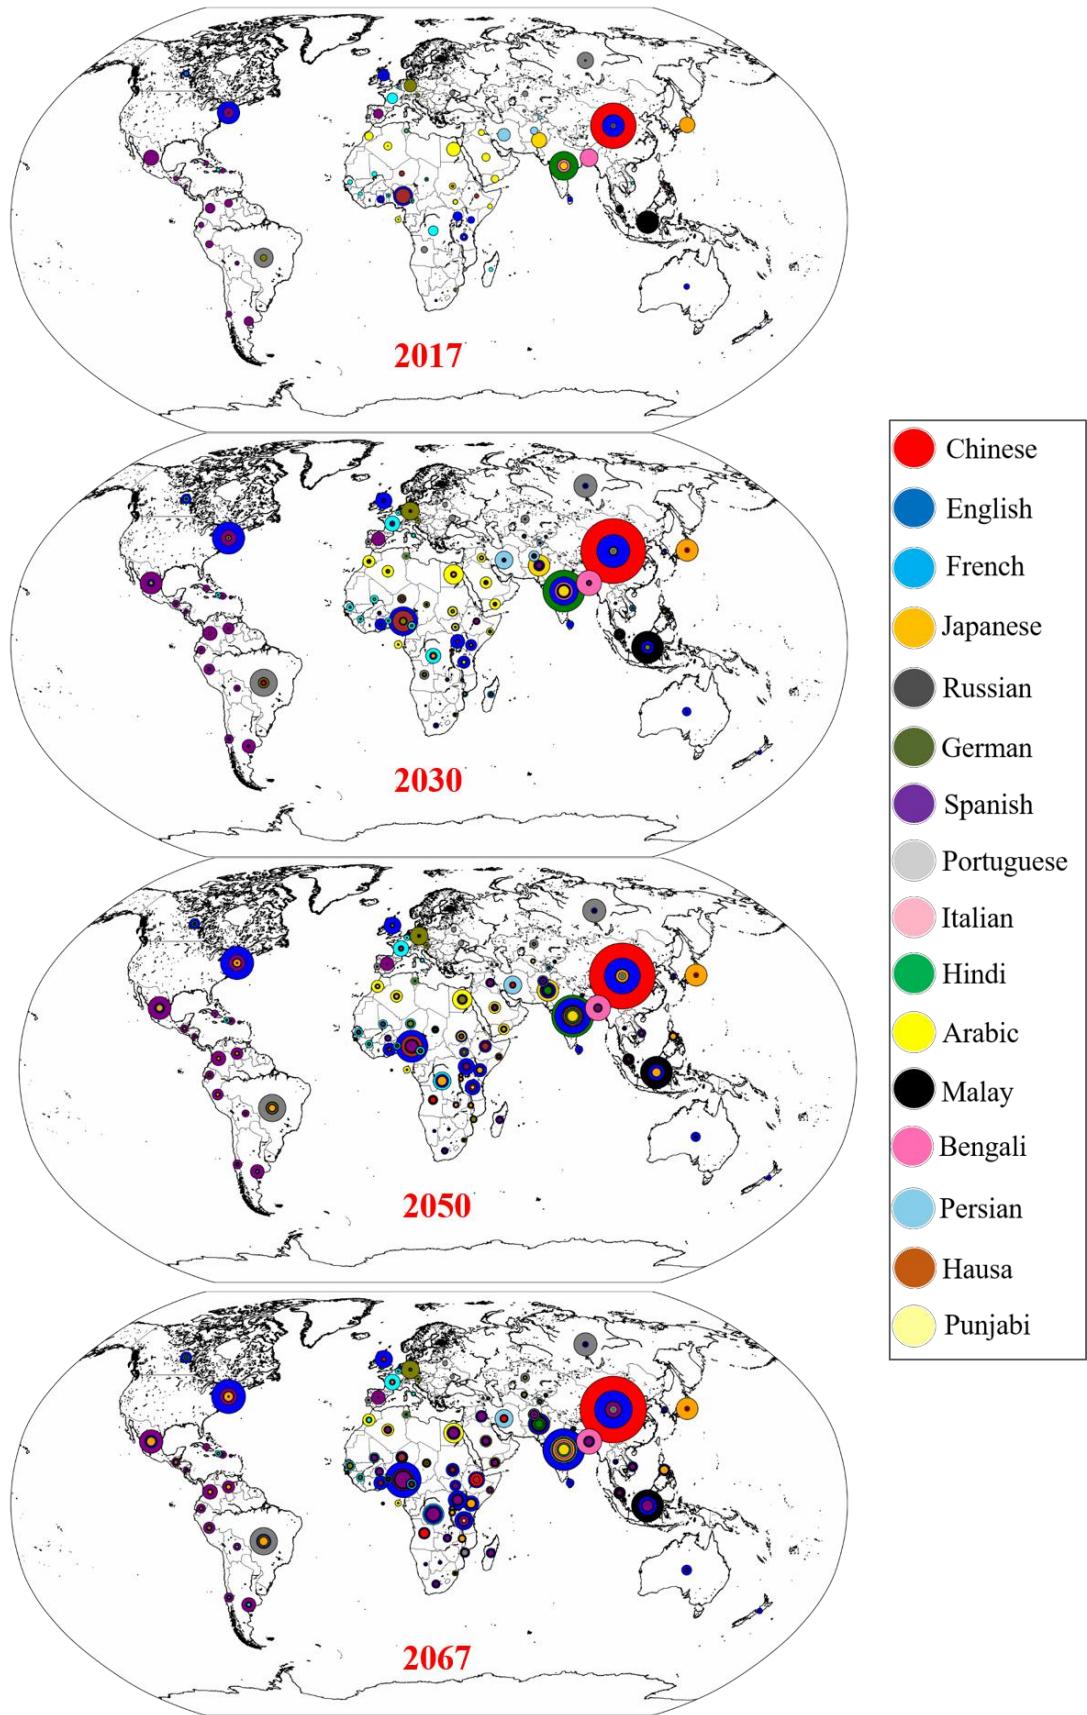 2017
Chinese
English
French
Japanese
Russian
German
Spanish
Portuguese
Italian
Hindi
Arabic
Malay
Bengali
Persian
Hausa
Punjabi
2030
2050
2067